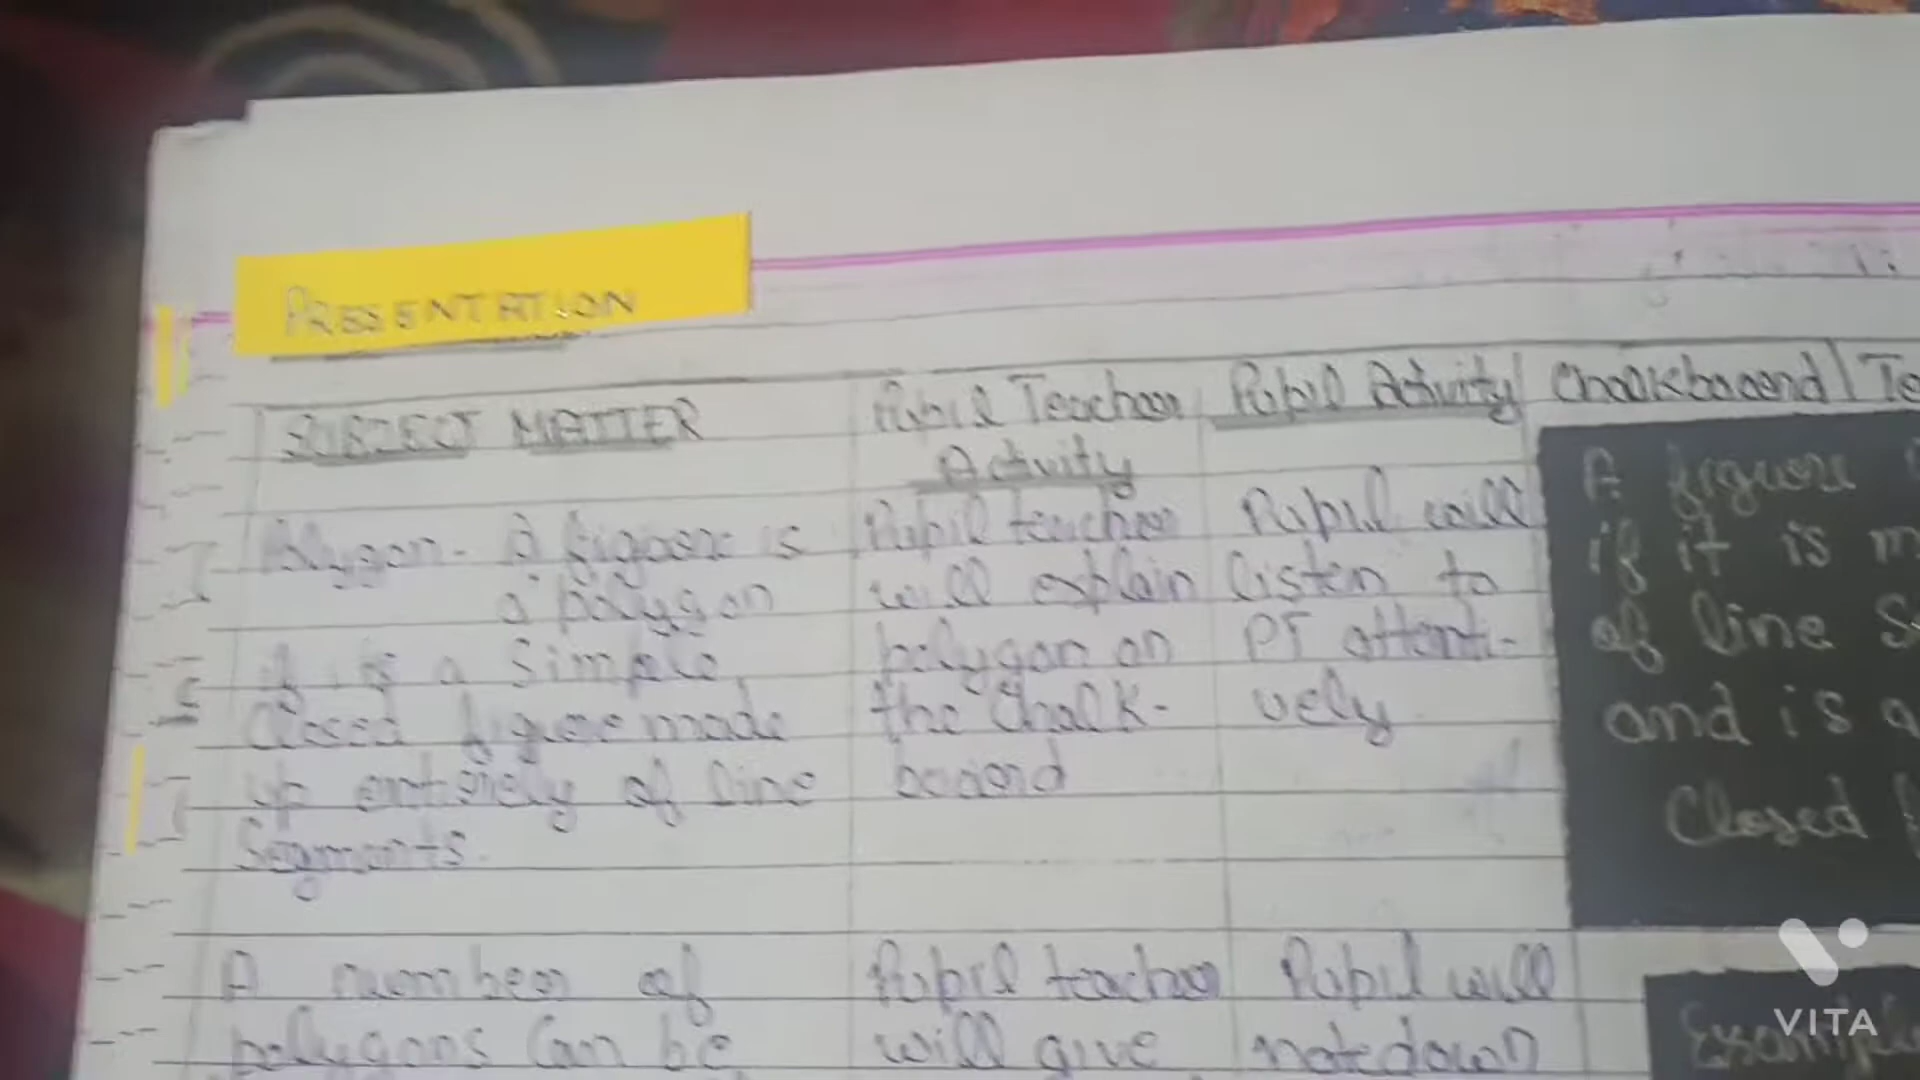 PRESENTATION
SUBJECT MATTER
Pupil Teacher
Activity
Pupil Activity
Chalkboard
Te
Polygon - A figure is
a polygon
if is a simple
closed figure made
up entirely of line
segments.
Pupil teacher
will explain
polygon on
the chalk-
board
Pupil will
listen to
PT attenti-
vely
A figure
if it is m
of line S
and is a
Closed f
A number of
polygons can be
Pupil teacher
will give
Pupil will
notedown
Example
VITA